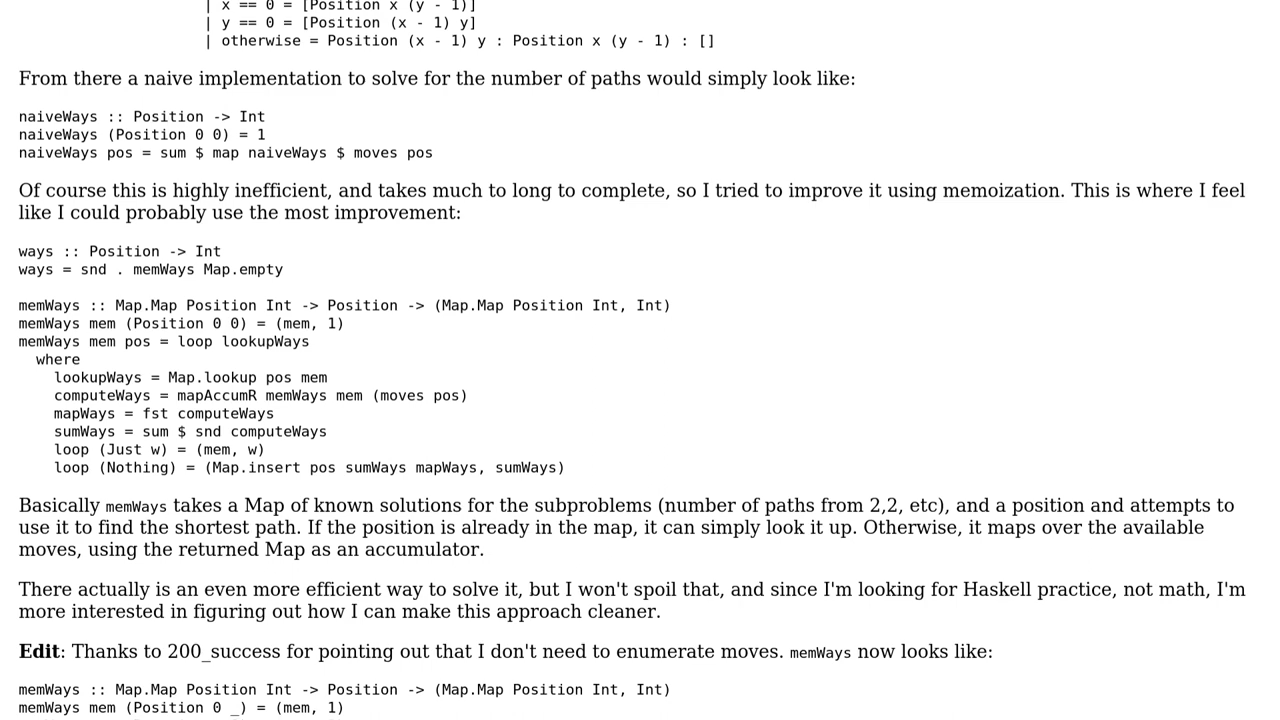 | x == 0 = [Position x (y - 1)]
| y == 0 = [Position (x - 1) y]
| otherwise = Position (x - 1) y : Position x (y - 1) : []
From there a naive implementation to solve for the number of paths would simply look like:
naiveWays :: Position -> Int
naiveWays (Position 0 0) = 1
naiveWays pos = sum $ map naiveWays $ moves pos
Of course this is highly inefficient, and takes much to long to complete, so I tried to improve it using memoization. This is where I feel
like I could probably use the most improvement:
ways :: Position -> Int
ways = snd . memWays Map.empty
memWays :: Map.Map Position Int -> Position -> (Map.Map Position Int, Int)
memWays mem (Position 0 0) = (mem, 1)
memWays mem pos = loop lookupWays
where
lookupWays = Map.lookup pos mem
computeWays = mapAccumR memWays mem (moves pos)
mapWays = fst computeWays
sumWays = sum $ snd computeWays
loop (Just w) = (mem, w)
loop (Nothing) = (Map.insert pos sumWays mapWays, sumWays)
Basically memWays takes a Map of known solutions for the subproblems (number of paths from 2,2, etc), and a position and attempts to
use it to find the shortest path. If the position is already in the map, it can simply look it up. Otherwise, it maps over the available
moves, using the returned Map as an accumulator.
There actually is an even more efficient way to solve it, but I won't spoil that, and since I'm looking for Haskell practice, not math, I'm
more interested in figuring out how I can make this approach cleaner.
Edit: Thanks to 200_success for pointing out that I don't need to enumerate moves. memWays now looks like:
memWays :: Map.Map Position Int -> Position -> (Map.Map Position Int, Int)
memWays mem (Position 0 _) = (mem, 1)